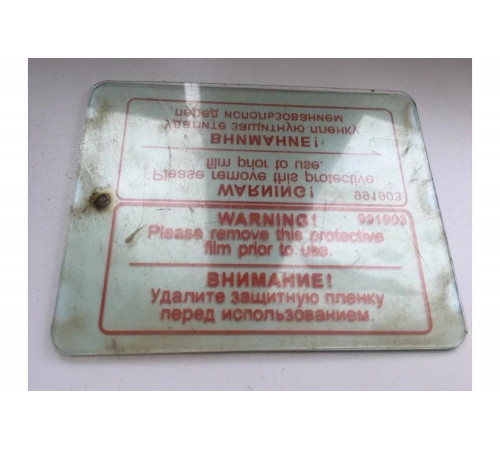 WARNING! 991903
Please remove this protective
film prior to use.
ВНИМАНИЕ!
Удалите защитную пленку
перед использованием
WARNING! 991903
Please remove this protective
film prior to use.
ВНИМАНИЕ!
Удалите защитную пленку
перед использованием.